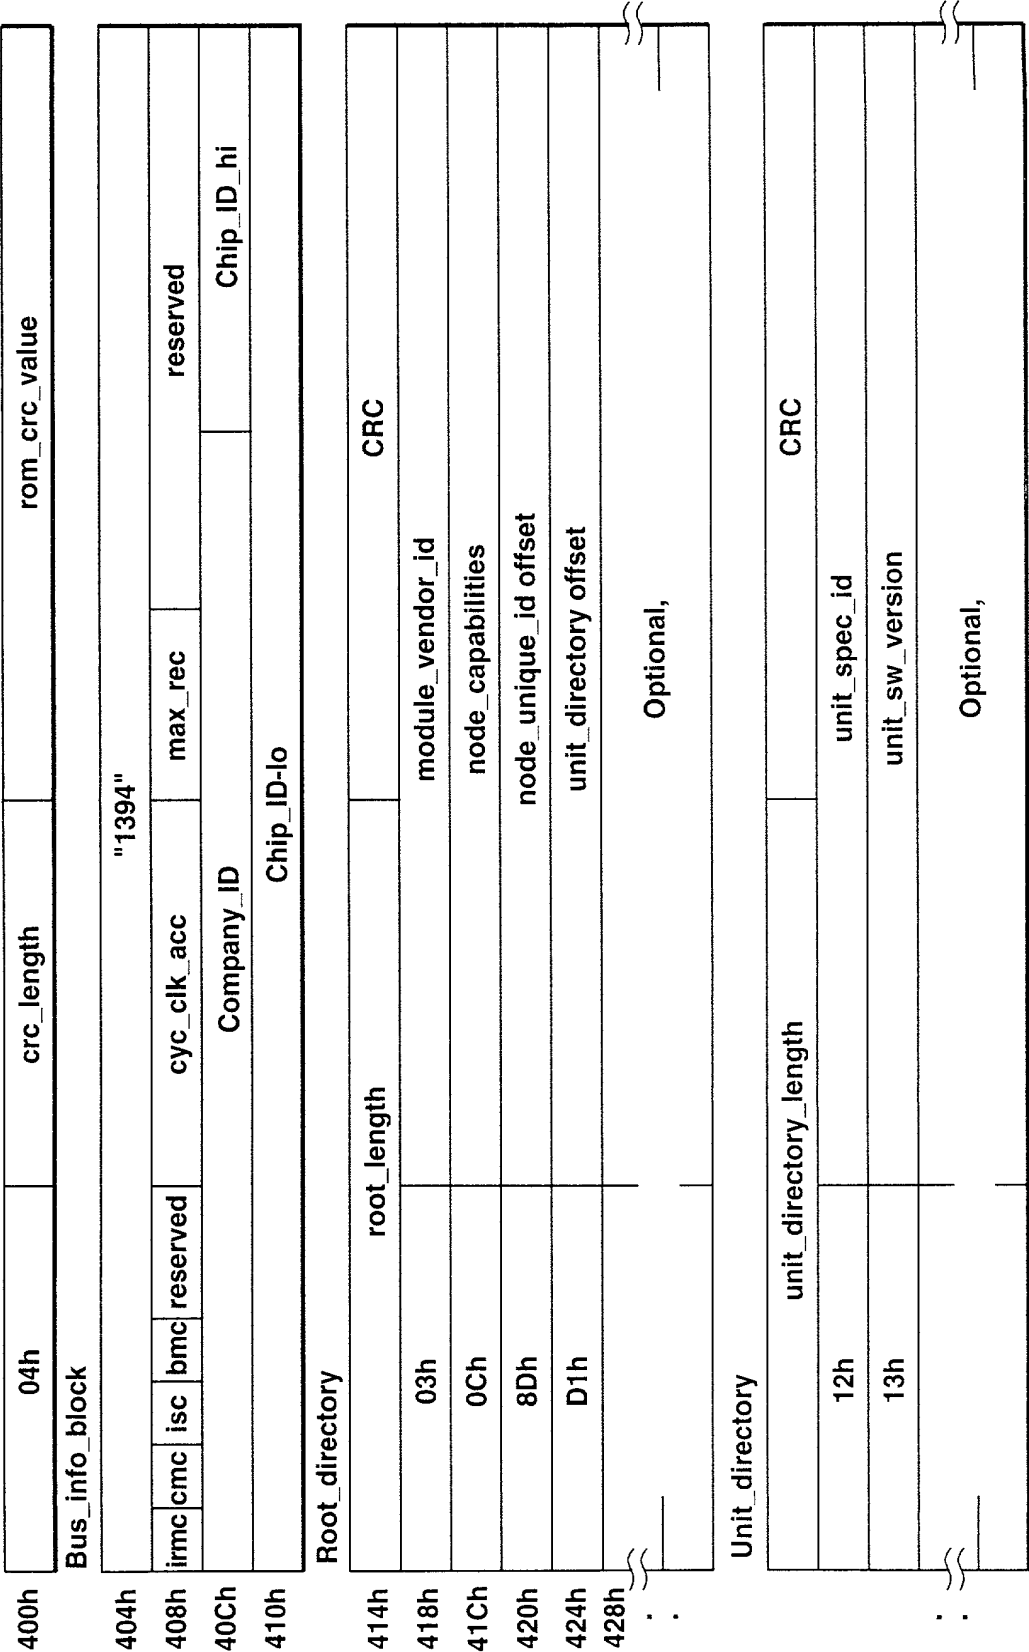 400h 04h crc_length rom_crc_value
Bus_info_block
404h "1394"
408h irmc cmc isc bmc reserved cyc_clk_acc max_rec reserved
40Ch Company_ID Chip_ID_hi
410h Chip_ID-lo
Root_directory
414h root_length CRC
418h 03h module_vendor_id
41Ch 0Ch node_capabilities
420h 8Dh node_unique_id offset
424h D1h unit_directory offset
428h
: Optional,
Unit_directory
unit_directory_length CRC
12h unit_spec_id
13h unit_sw_version
: Optional,